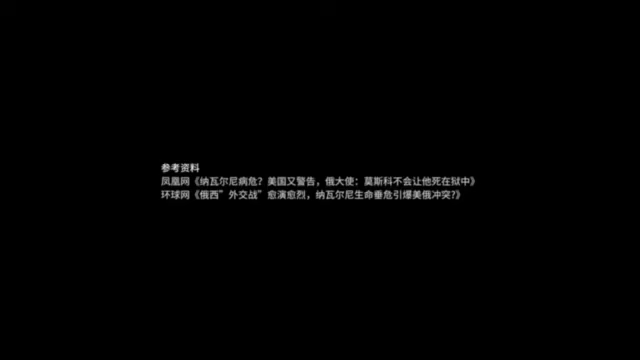 参考资料
凤凰网《纳瓦尔尼病危？美国又警告，俄大使：莫斯科不会让他死在狱中》
环球网《俄西”外交战”愈演愈烈，纳瓦尔尼生命垂危引爆美俄冲突?》